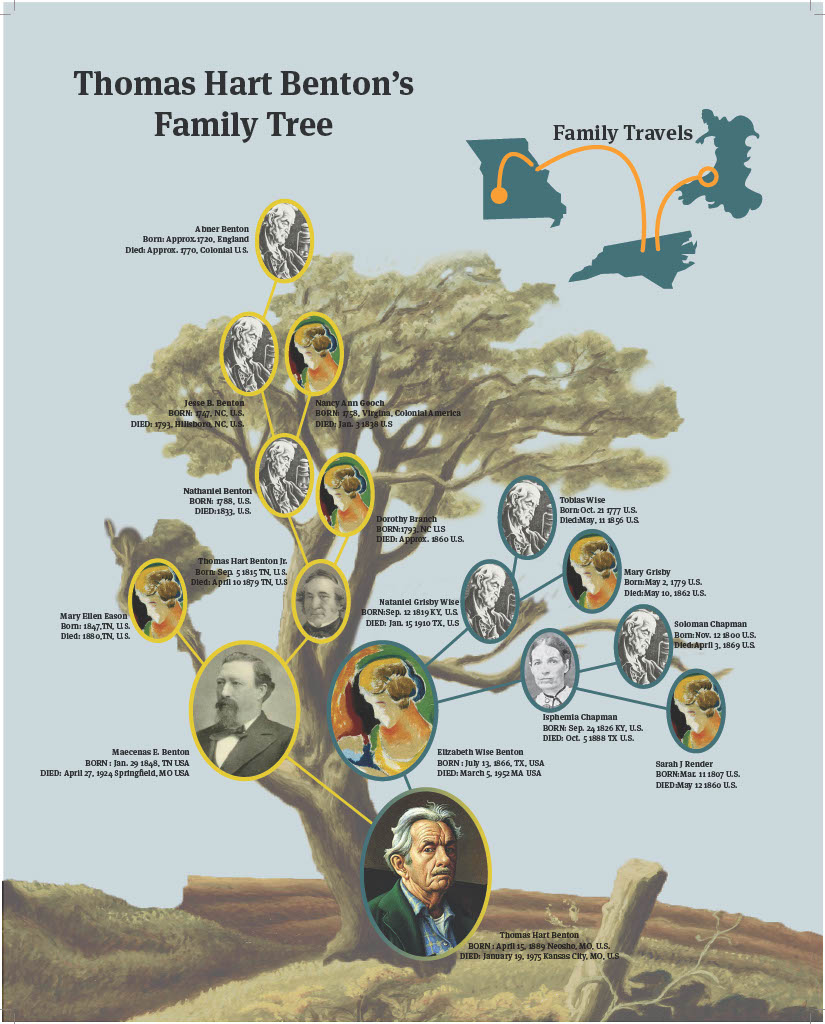 Thomas Hart Benton's
Family Tree
Family Travels
Abner Benton
Born: Approx.1720, England
Died: Approx. 1770, Colonial U.S.
Jesse B. Benton
BORN: 1747, NC, U.S.
DIED: 1793, Hillsboro, NC, U.S.
Nancy Ann Gooch
BORN: 1758, Virgina, Colonial America
DIED: Jan. 3 1838 U.S
Nathaniel Benton
BORN: 1788, U.S.
DIED:1833, U.S.
Dorothy Branch
BORN:1793, NC U.S
DIED: Approx. 1860 U.S.
Tobias Wise
Born: Oct. 21 1777 U.S.
Died:May, 11 1856 U.S.
Thomas Hart Benton Jr.
Born: Sep. 5 1815 TN, U.S.
Died: April 10 1879 TN, U.S
Mary Grisby
Born:May 2, 1779 U.S.
Died:May 10, 1862 U.S.
Nataniel Grisby Wise
BORN:Sep. 12 1819 KY, U.S.
DIED: Jan. 15 1910 TX, U.S
Mary Ellen Eason
Born: 1847,TN, U.S.
Died: 1880,TN, U.S
Soloman Chapman
Born:Nov. 12 1800 U.S.
Died:April 3, 1869 U.S.
Isphemia Chapman
BORN: Sep. 24 1826 KY, U.S.
DIED: Oct. 5 1888 TX U.S.
Maecenas E. Benton
BORN : Jan. 29 1848, TN USA
DIED: April 27, 1924 Springfield, MO USA
Elizabeth Wise Benton
BORN : July 13, 1866, TX, USA
DIED: March 5, 1952 MA USA
Sarah J Render
BORN:Mar. 11 1807 U.S.
DIED:May 12 1860 U.S.
Thomas Hart Benton
BORN : April 15, 1889 Neosho, MO, U.S.
DIED: January 19, 1975 Kansas City, MO, U.S